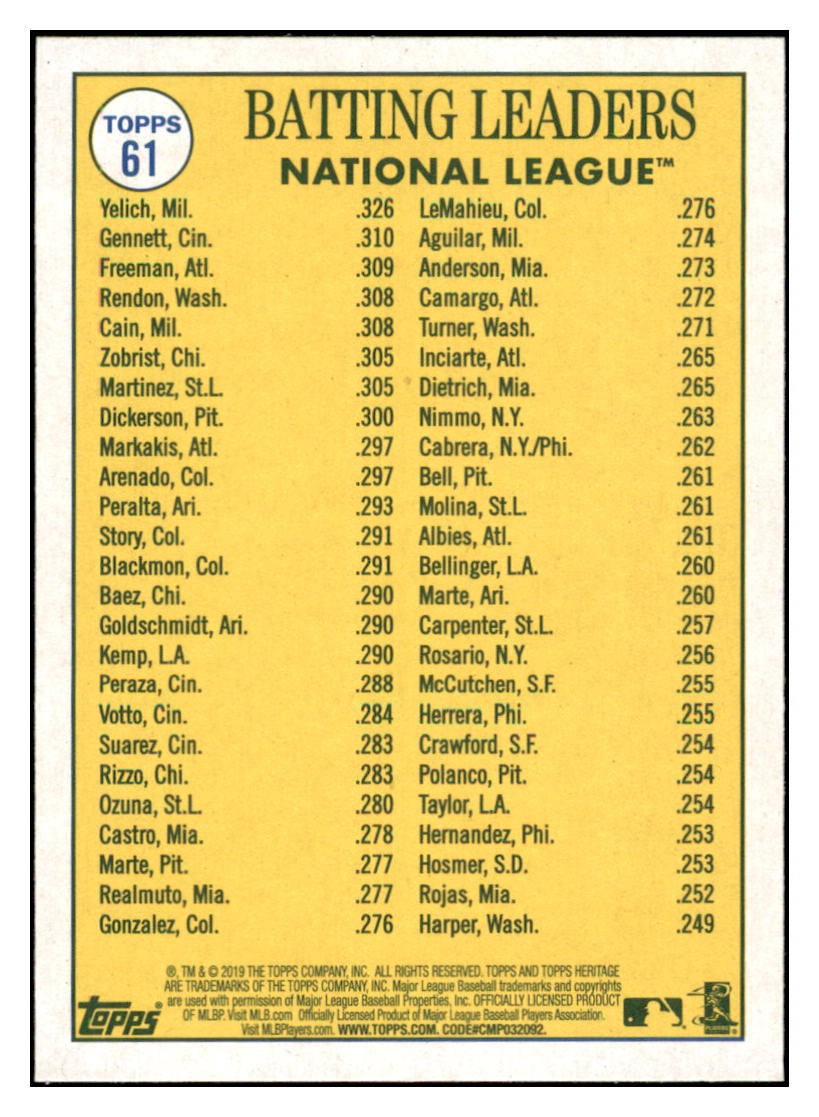 TOPPS
61
BATTING LEADERS
NATIONAL LEAGUE™
Yelich, Mil. .326
Gennett, Cin. .310
Freeman, Atl. .309
Rendon, Wash. .308
Cain, Mil. .308
Zobrist, Chi. .305
Martinez, St.L. .305
Dickerson, Pit. .300
Markakis, Atl. .297
Arenado, Col. .297
Peralta, Ari. .293
Story, Col. .291
Blackmon, Col. .291
Baez, Chi. .290
Goldschmidt, Ari. .290
Kemp, L.A. .290
Peraza, Cin. .288
Votto, Cin. .284
Suarez, Cin. .283
Rizzo, Chi. .283
Ozuna, St.L. .280
Castro, Mia. .278
Marte, Pit. .277
Realmuto, Mia. .277
Gonzalez, Col. .276
LeMahieu, Col. .276
Aguilar, Mil. .274
Anderson, Mia. .273
Camargo, Atl. .272
Turner, Wash. .271
Inciarte, Atl. .265
Dietrich, Mia. .265
Nimmo, N.Y. .263
Cabrera, N.Y./Phi. .262
Bell, Pit. .261
Molina, St.L. .261
Albies, Atl. .261
Bellinger, L.A. .260
Marte, Ari. .260
Carpenter, St.L. .257
Rosario, N.Y. .256
McCutchen, S.F. .255
Herrera, Phi. .255
Crawford, S.F. .254
Polanco, Pit. .254
Taylor, L.A. .254
Hernandez, Phi. .253
Hosmer, S.D. .253
Rojas, Mia. .252
Harper, Wash. .249
®, TM & © 2019 THE TOPPS COMPANY, INC. ALL RIGHTS RESERVED. TOPPS AND TOPPS HERITAGE
ARE TRADEMARKS OF THE TOPPS COMPANY, INC. Major League Baseball trademarks and copyrights
are used with permission of Major League Baseball Properties, Inc. OFFICIALLY LICENSED PRODUCT
OF MLBP. Visit MLB.com Officially Licensed Product of Major League Baseball Players Association.
Visit MLBPlayers.com. WWW.TOPPS.COM. CODE#CMP032092.
TOPPS®
PLAYERS